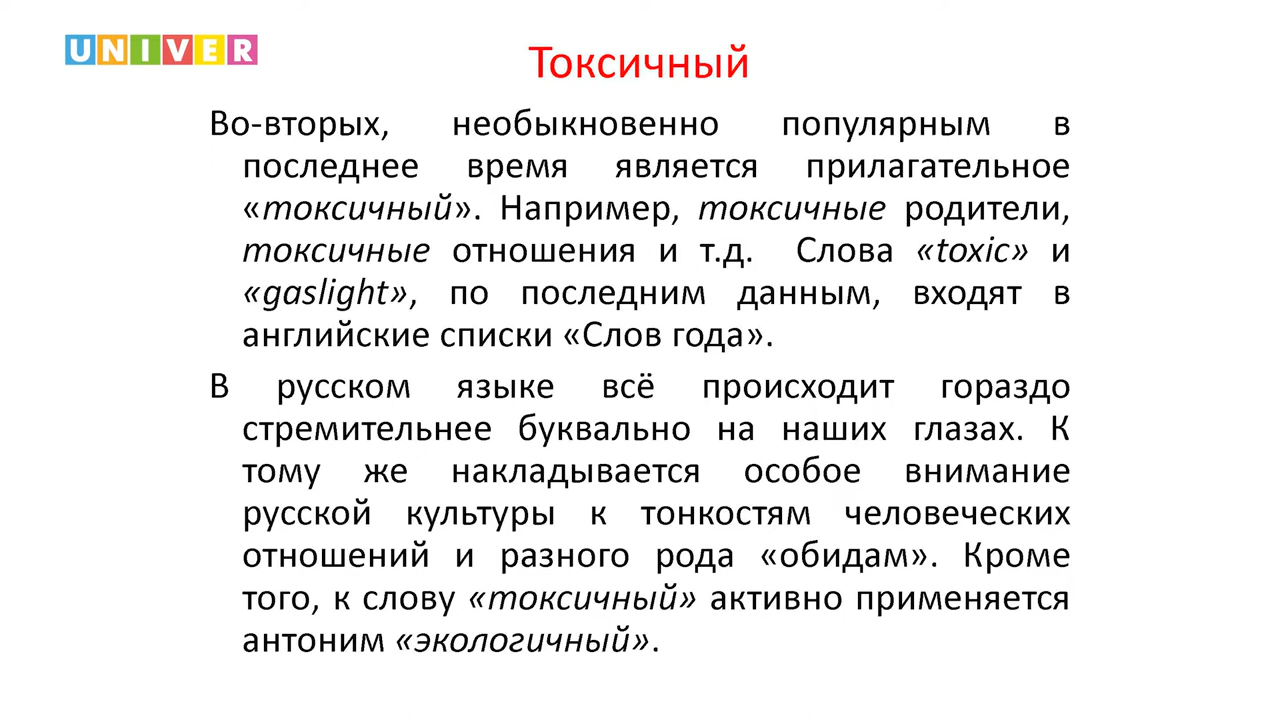 UNIVER
Токсичный
Во-вторых, необыкновенно популярным в
последнее время является прилагательное
«токсичный». Например, токсичные родители,
токсичные отношения и т.д. Слова «toxic» и
«gaslight», по последним данным, входят в
английские списки «Слов года».
В русском языке всё происходит гораздо
стремительнее буквально на наших глазах. К
тому же накладывается особое внимание
русской культуры к тонкостям человеческих
отношений и разного рода «обидам». Кроме
того, к слову «токсичный» активно применяется
антоним «экологичный».